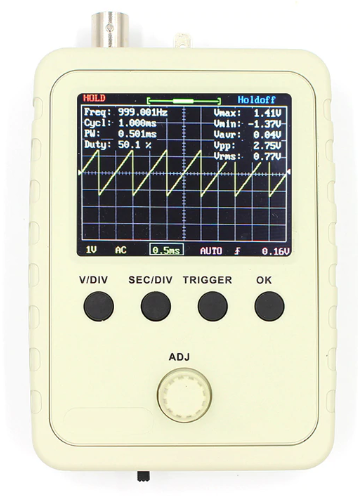 HOLD Holdoff
Freq: 999.001Hz Vmax: 1.41V
Cycl: 1.000ms Vmin: -1.37V
PW: 0.501ms Vavr: 0.04V
Duty: 50.1 % Vpp: 2.75V
Vrms: 0.77V
1V AC 0.5ms AUTO 0.16V
V/DIV SEC/DIV TRIGGER OK
ADJ